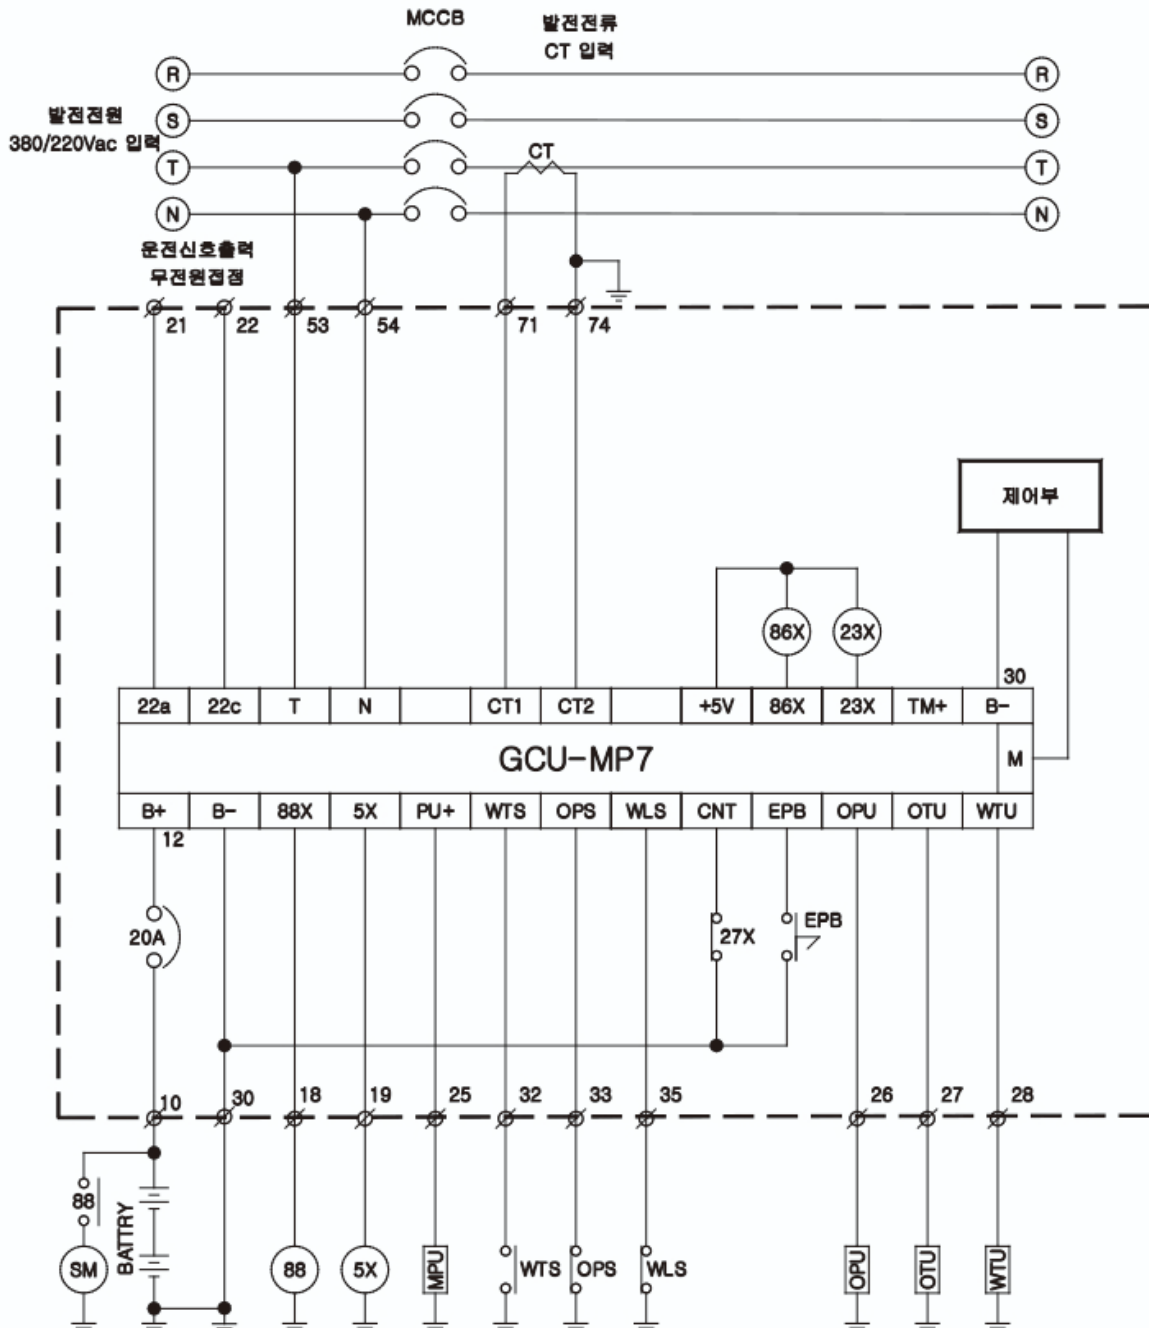 MCCB
발전전류
CT 입력
R
R
발전전원
380/220Vac 입력
S
S
T
CT
T
N
N
운전신호출력
무전원접점
21
22
53
54
71
74
제어부
86X
23X
30
22a
22c
T
N
CT1
CT2
+5V
86X
23X
TM+
B-
GCU-MP7
M
B+
B-
88X
5X
PU+
WTS
OPS
WLS
CNT
EPB
OPU
OTU
WTU
12
20A
27X
EPB
10
30
18
19
25
32
33
35
26
27
28
88
BATTRY
SM
88
5X
MPU
WTS
OPS
WLS
OPU
OTU
WTU